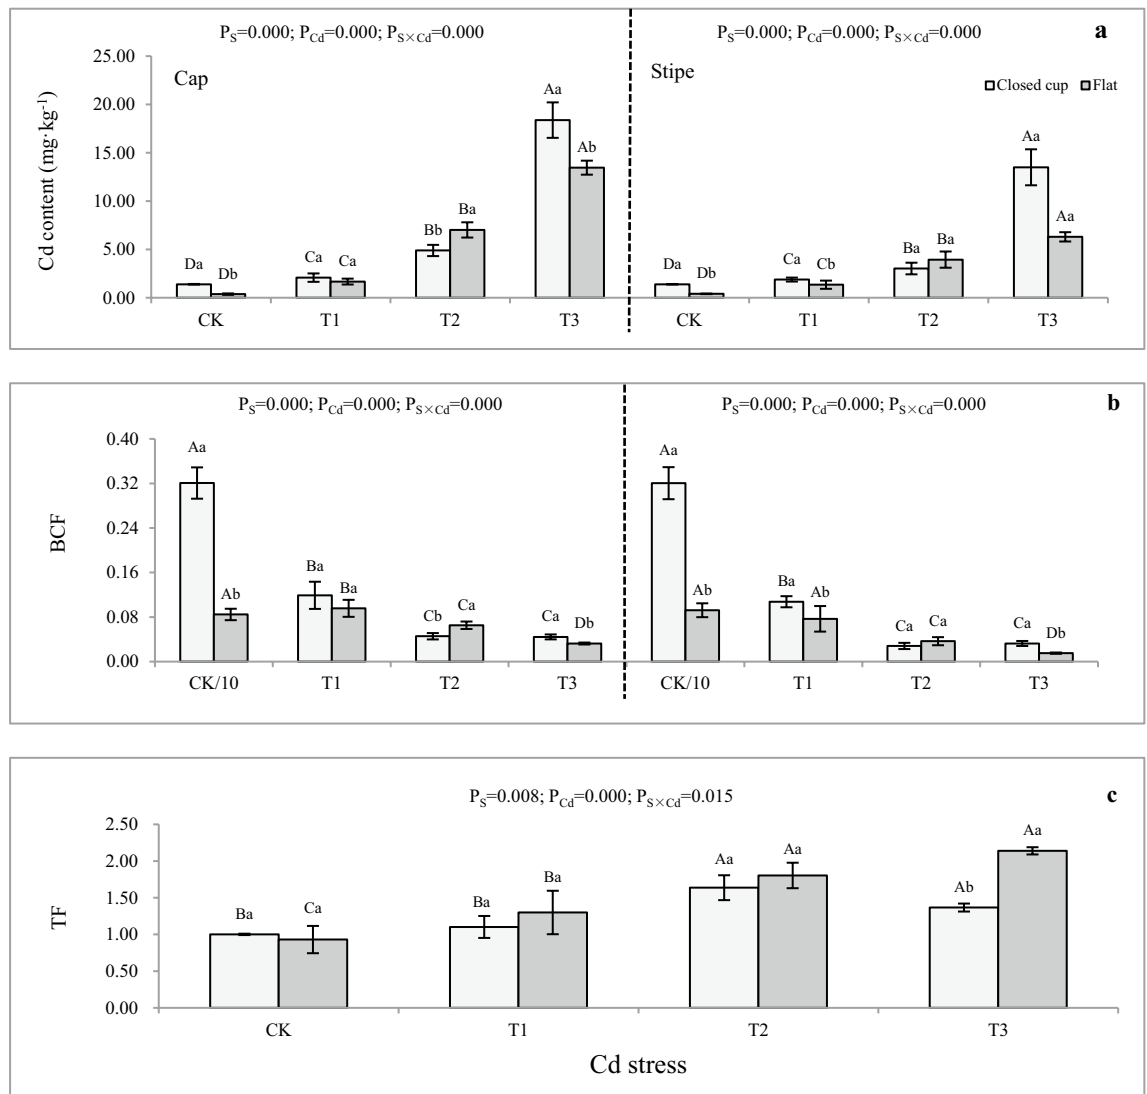 P_S=0.000; P_Cd=0.000; P_S×Cd=0.000
P_S=0.000; P_Cd=0.000; P_S×Cd=0.000
a
Cap
Stipe
Closed cup Flat
Cd content (mg·kg⁻¹)
25.00
20.00
15.00
10.00
5.00
0.00
Da Db Ca Ca Bb Ba Aa Ab
Da Db Ca Cb Ba Ba Aa Aa
CK T1 T2 T3 CK T1 T2 T3
P_S=0.000; P_Cd=0.000; P_S×Cd=0.000
P_S=0.000; P_Cd=0.000; P_S×Cd=0.000
b
BCF
0.40
0.32
0.24
0.16
0.08
0.00
Aa Ab Ba Ba Cb Ca Ca Db
Aa Ab Ba Ab Ca Ca Ca Db
CK/10 T1 T2 T3 CK/10 T1 T2 T3
P_S=0.008; P_Cd=0.000; P_S×Cd=0.015
c
TF
2.50
2.00
1.50
1.00
0.50
0.00
Ba Ca Ba Ba Aa Aa Ab Aa
CK T1 T2 T3
Cd stress